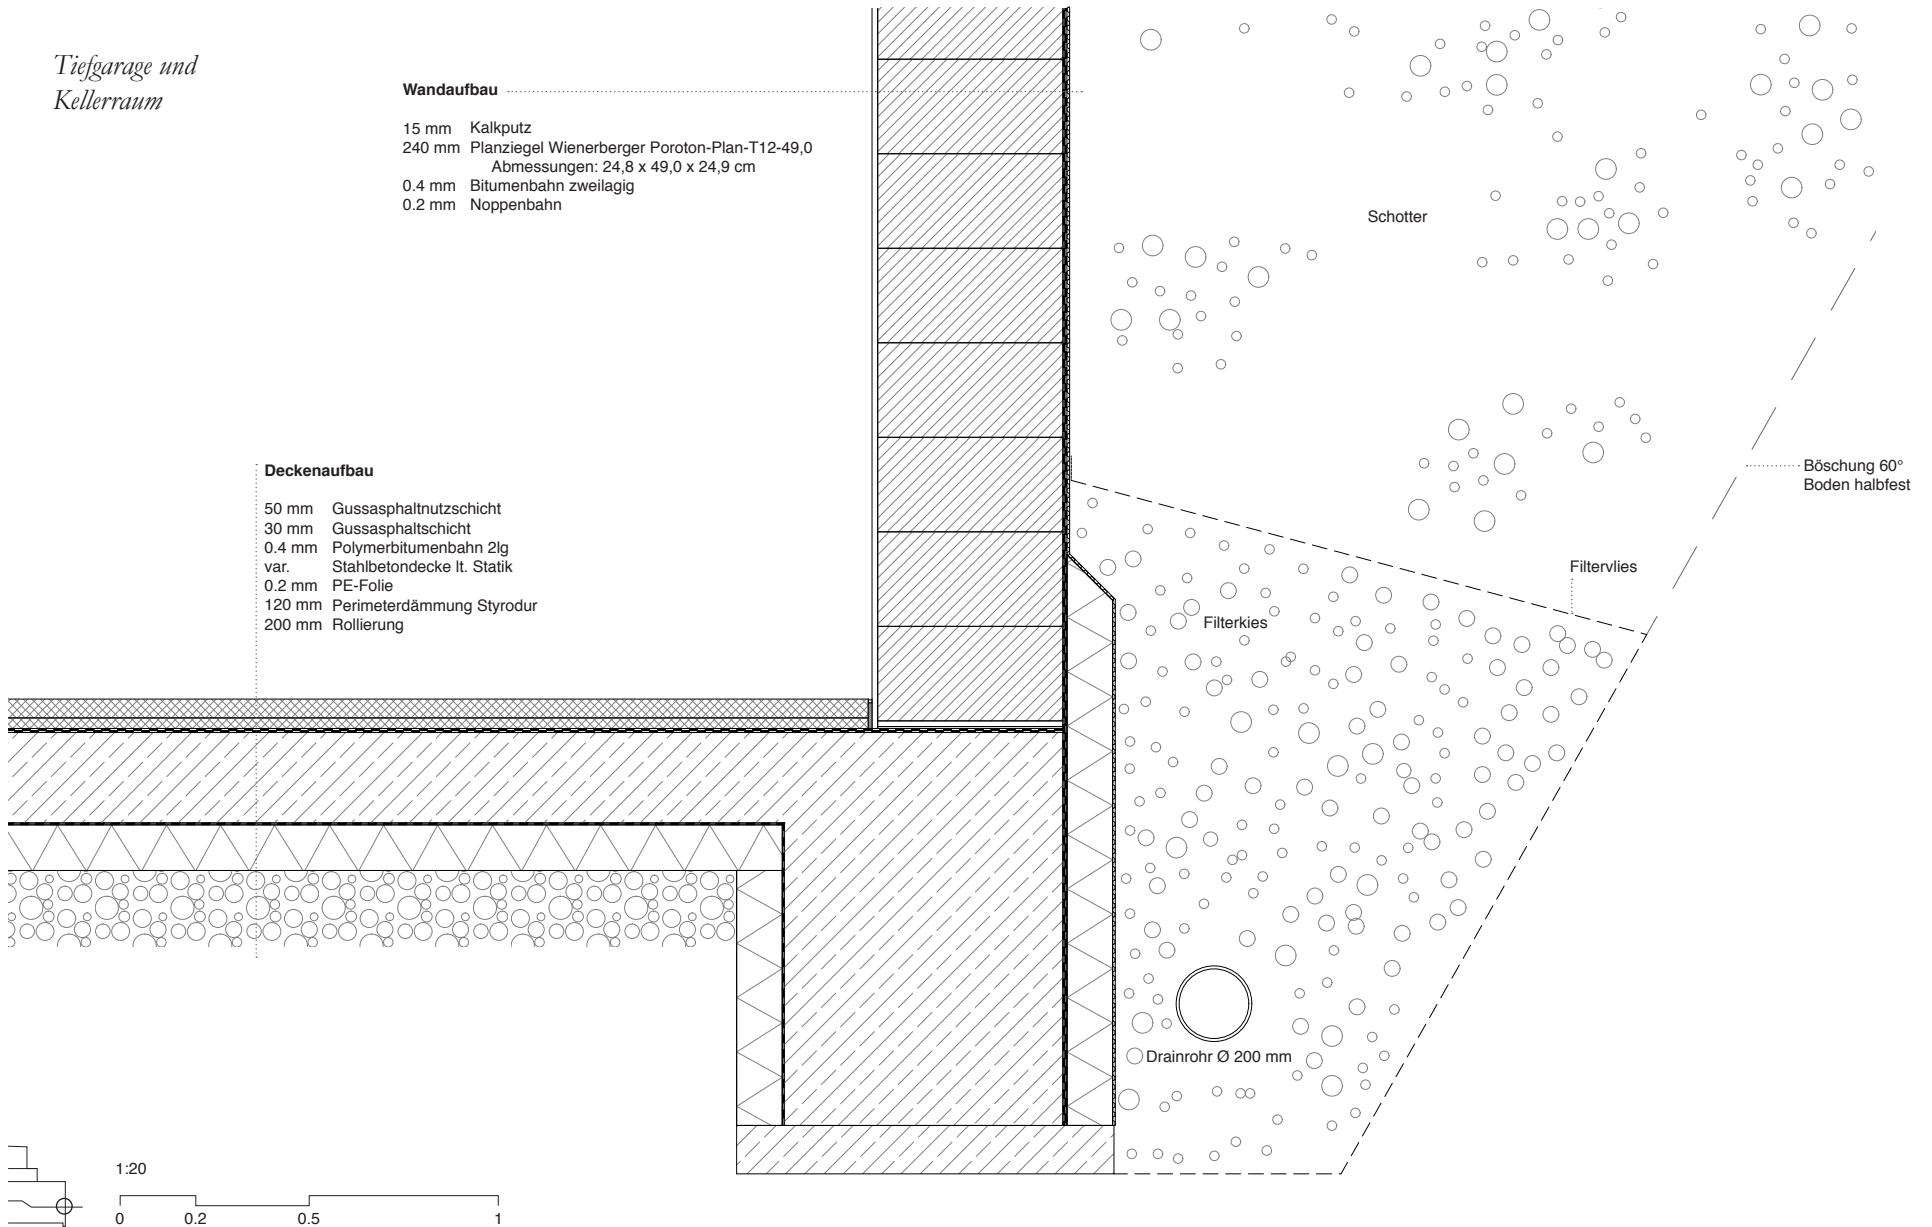 Tiefgarage und
Kellerraum
Wandaufbau
15 mm Kalkputz
240 mm Planziegel Wienerberger Poroton-Plan-T12-49,0
Abmessungen: 24,8 x 49,0 x 24,9 cm
0.4 mm Bitumenbahn zweilagig
0.2 mm Noppenbahn
Schotter
Deckenaufbau
50 mm Gussasphaltnutzschicht
30 mm Gussasphaltschicht
0.4 mm Polymerbitumenbahn 2lg
var. Stahlbetondecke lt. Statik
0.2 mm PE-Folie
120 mm Perimeterdämmung Styrodur
200 mm Rollierung
Böschung 60°
Boden halbfest
Filtervlies
Filterkies
Drainrohr Ø 200 mm
1:20
0 0.2 0.5 1